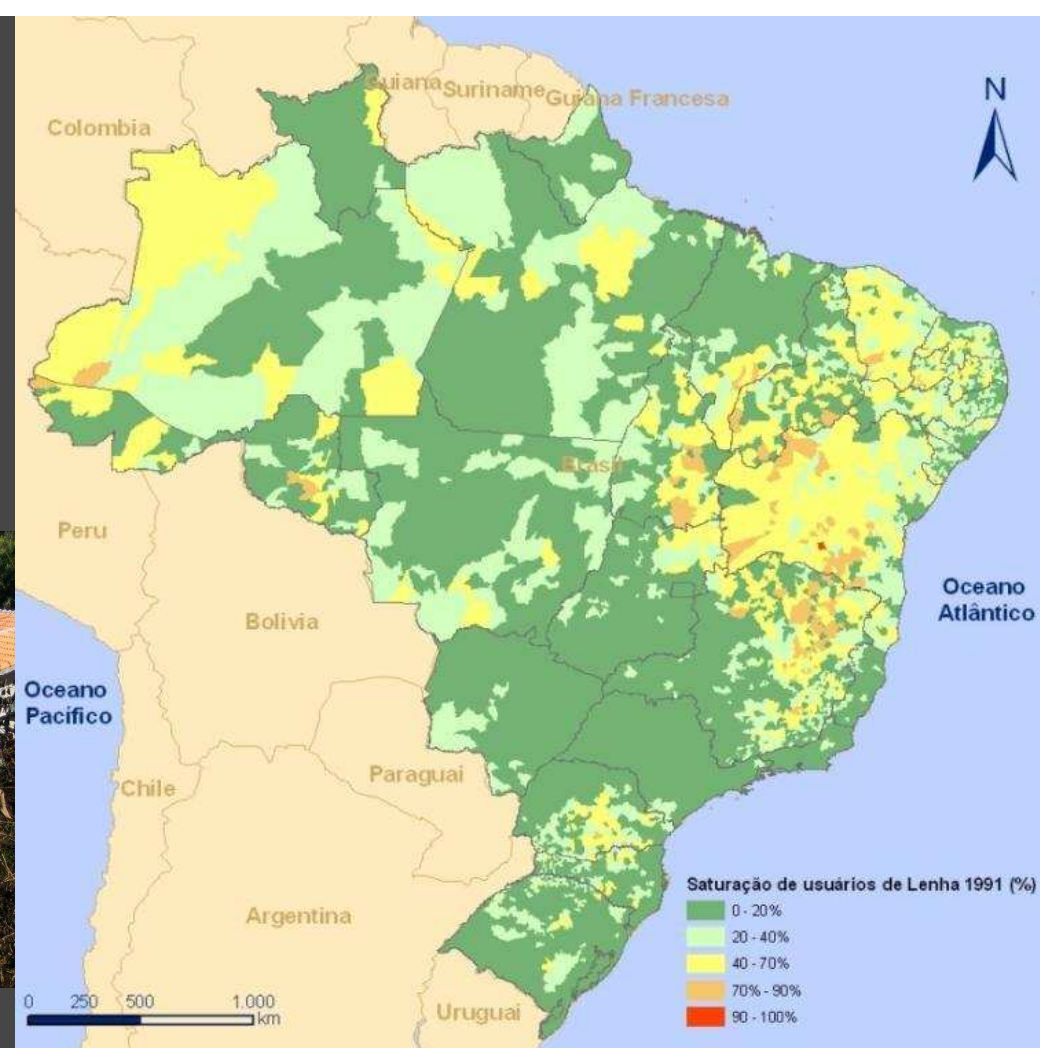 Guiana
Suriname
Guiana Francesa
Colombia
N
Brasil
Peru
Bolivia
Oceano
Atlântico
Oceano
Pacífico
Paraguai
Chile
Argentina
Uruguai
Saturação de usuários de Lenha 1991 (%)
0 - 20%
20 - 40%
40 - 70%
70% - 90%
90 - 100%
0 250 500 1.000
km